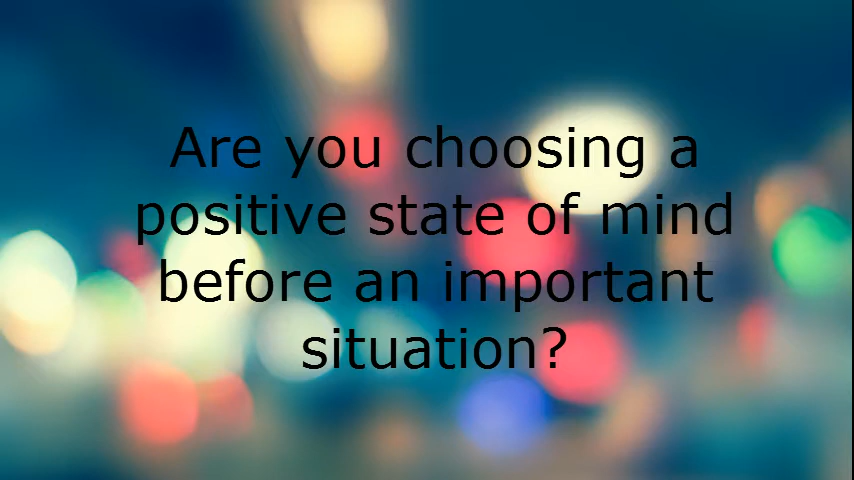 Are you choosing a
positive state of mind
before an important
situation?